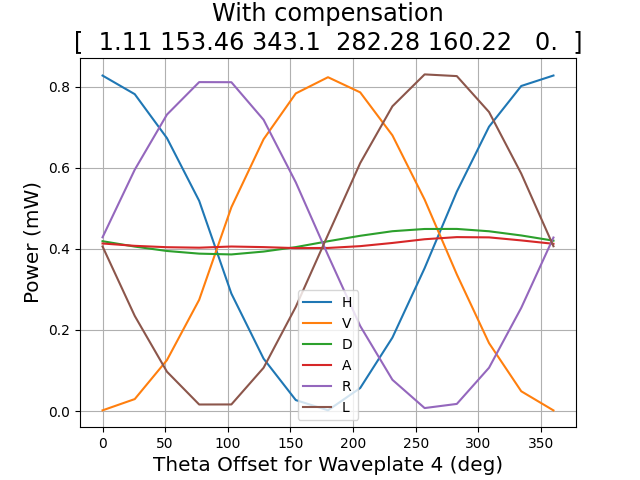 With compensation
[  1.11 153.46 343.1  282.28 160.22   0.  ]
Power (mW)
0.8
0.6
0.4
0.2
0.0
H
V
D
A
R
L
0 50 100 150 200 250 300 350
Theta Offset for Waveplate 4 (deg)